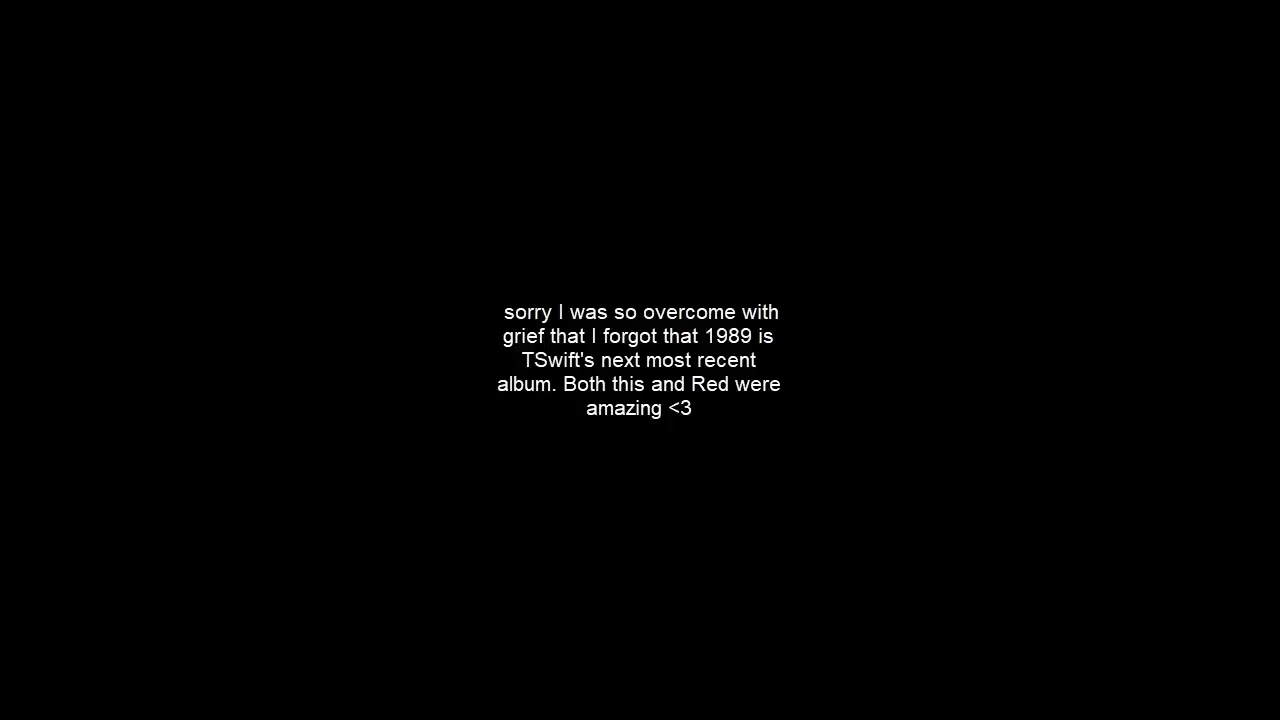 sorry I was so overcome with
grief that I forgot that 1989 is
TSwift's next most recent
album. Both this and Red were
amazing <3